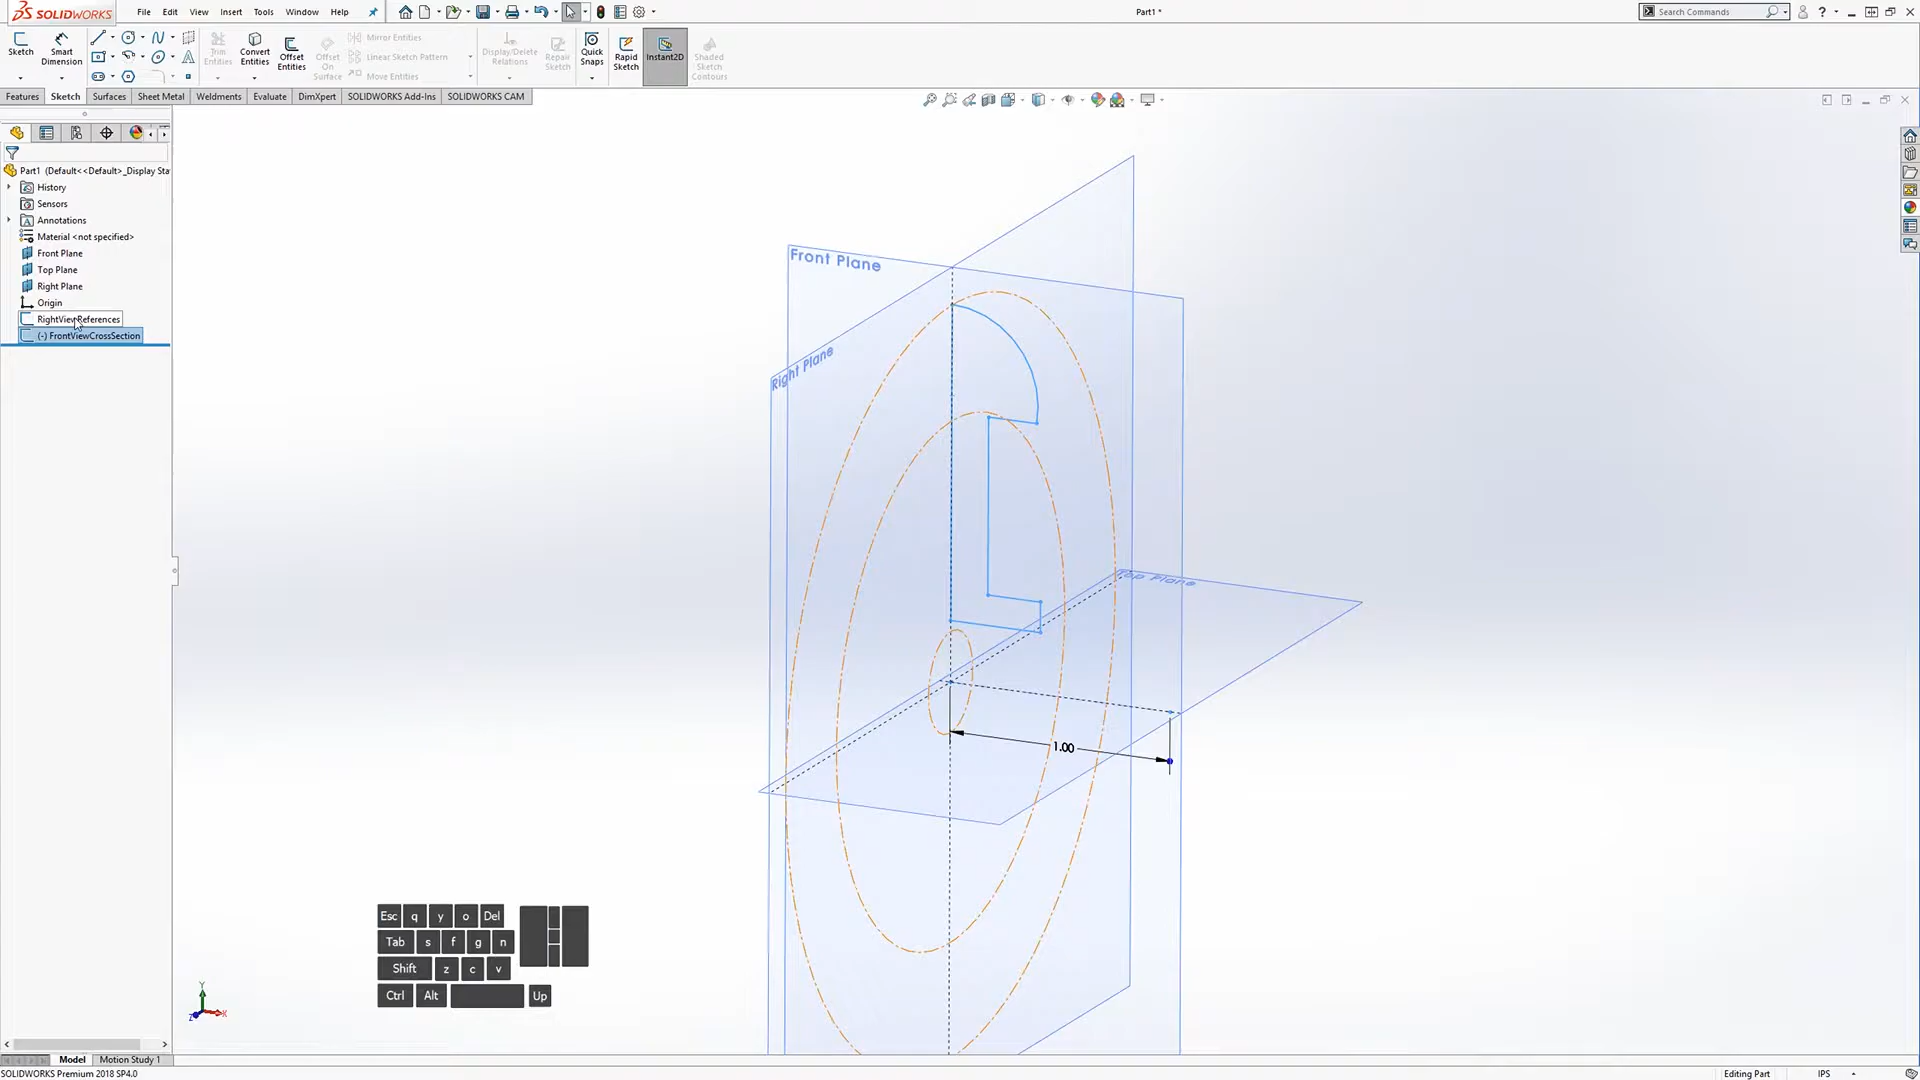 SOLIDWORKS File Edit View Insert Tools Window Help Part1 * Search Commands
Sketch Smart Dimension Trim Entities Convert Entities Offset Entities Offset On Surface Mirror Entities Linear Sketch Pattern Move Entities Display/Delete Relations Repair Sketch Quick Snaps Rapid Sketch Instant2D Shaded Sketch Contours
Features Sketch Surfaces Sheet Metal Weldments Evaluate DimXpert SOLIDWORKS Add-Ins SOLIDWORKS CAM
Part1 (Default<<Default>_Display Sta
History
Sensors
Annotations
Material <not specified>
Front Plane
Top Plane
Right Plane
Origin
RightViewReferences
(-) FrontViewCrossSection
Front Plane
Right Plane
Top Plane
1.00
Esc q y o Del
Tab s f g n
Shift z c v
Ctrl Alt Up
Y
Z X
Model Motion Study 1
SOLIDWORKS Premium 2018 SP4.0 Editing Part IPS